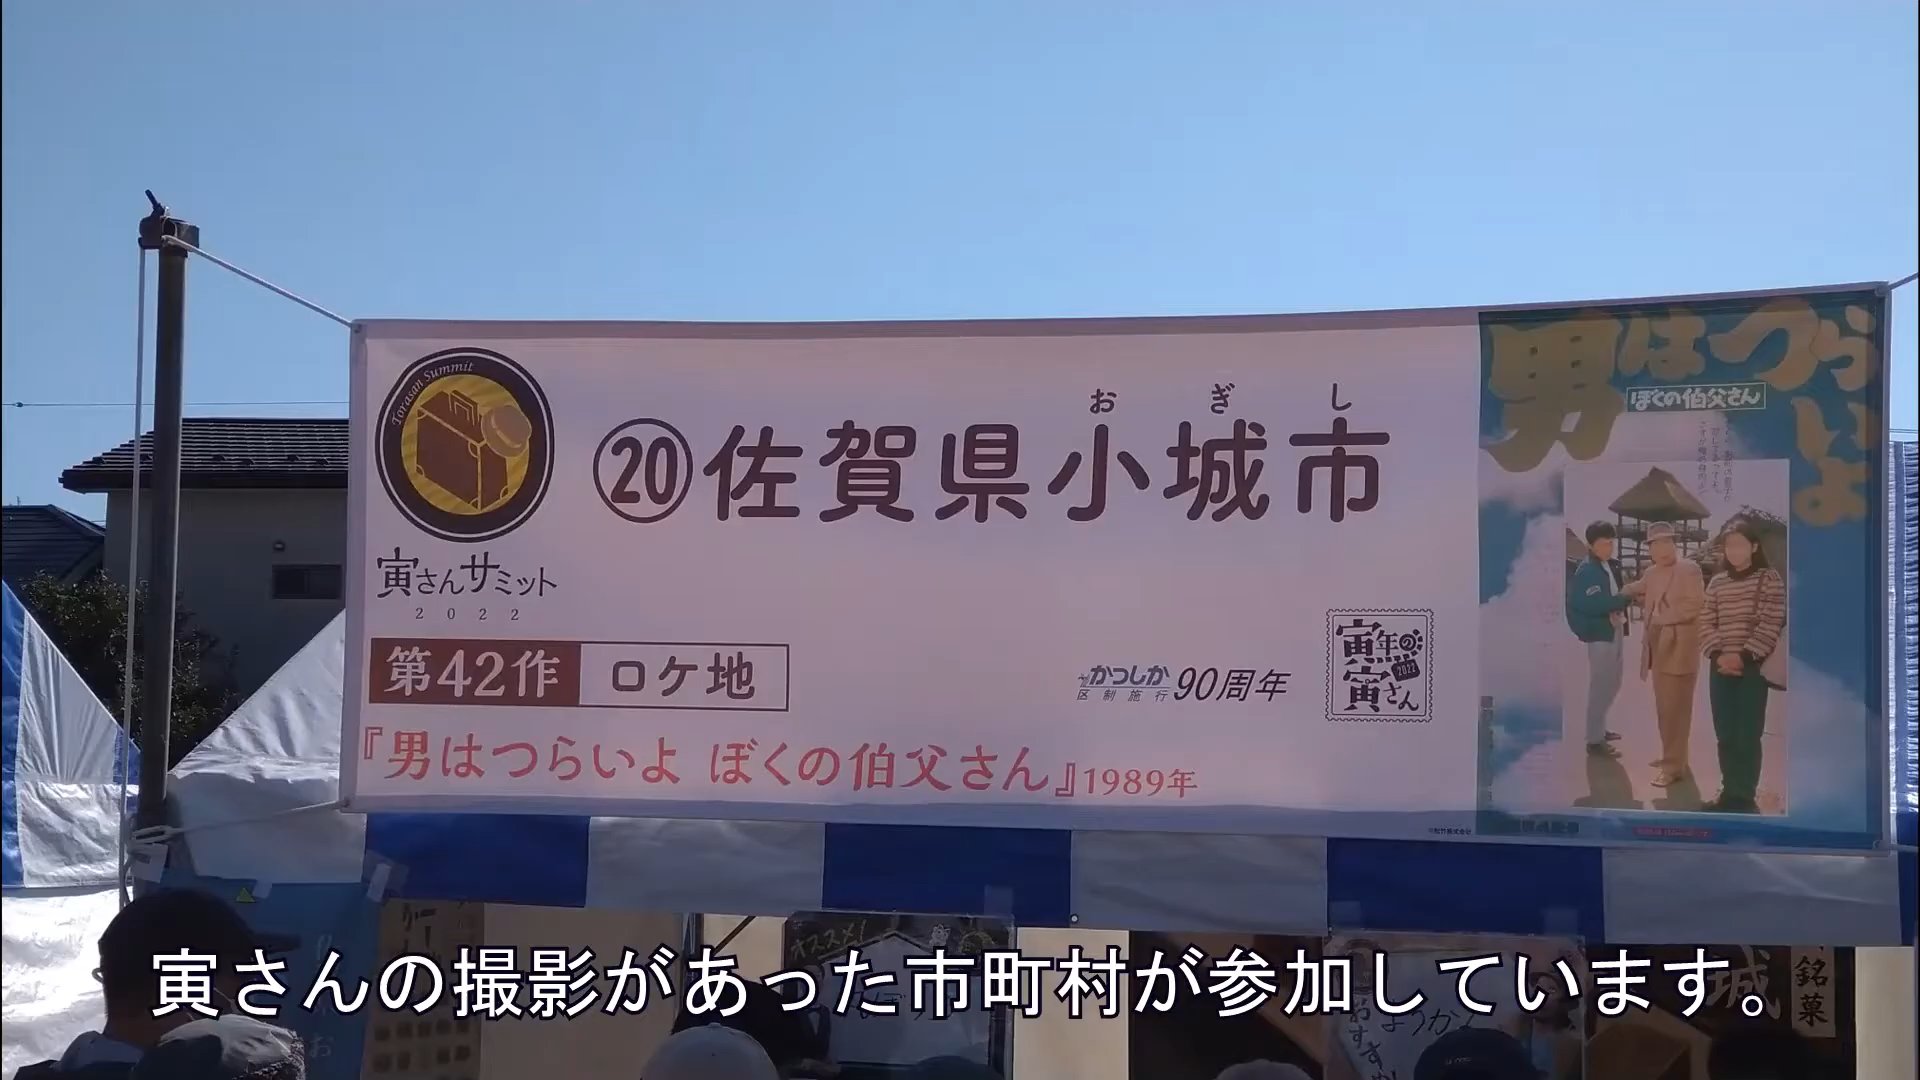 Torasan Summit
寅さんサミット
2022
おぎし
⑳佐賀県小城市
第42作 ロケ地
『男はつらいよ ぼくの伯父さん』1989年
かつしか
区制施行
90周年
寅年の
2022
寅さん
男はつらいよ
ぼくの伯父さん
オススメ!
銘菓
寅さんの撮影があった市町村が参加しています。